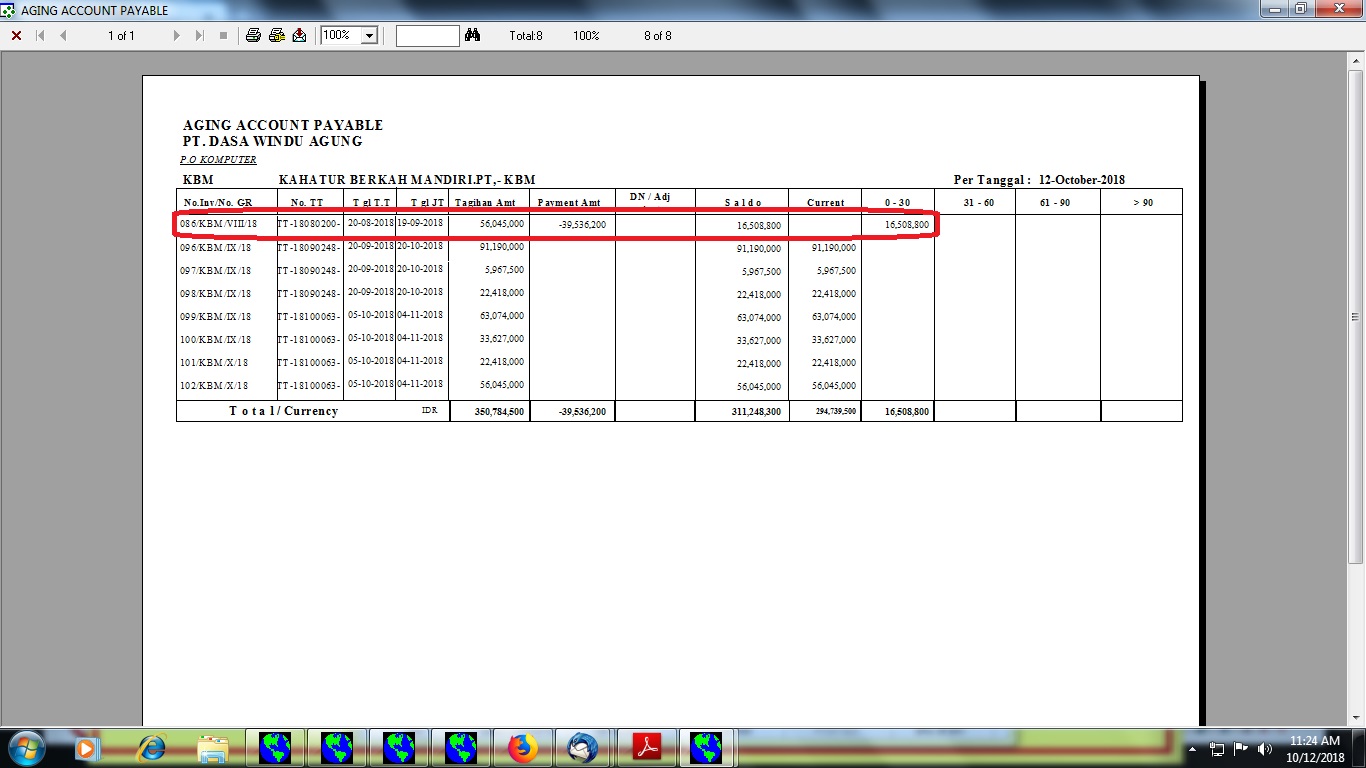 AGING ACCOUNT PAYABLE
1 of 1 100% Total:8 100% 8 of 8
AGING ACCOUNT PAYABLE
PT. DASA WINDU AGUNG
P.O KOMPUTER
KBM KAHATUR BERKAH MANDIRI.PT,- KBM Per Tanggal : 12-October-2018
No.Inv/No. GR No. TT Tgl T.T Tgl JT Tagihan Amt Payment Amt DN / Adj Saldo Current 0 - 30 31 - 60 61 - 90 > 90
086/KBM/VIII/18 TT-18080200- 20-08-2018 19-09-2018 56,045,000 -39,536,200 16,508,800 16,508,800
096/KBM/IX/18 TT-18090248- 20-09-2018 20-10-2018 91,190,000 91,190,000 91,190,000
097/KBM/IX/18 TT-18090248- 20-09-2018 20-10-2018 5,967,500 5,967,500 5,967,500
098/KBM/IX/18 TT-18090248- 20-09-2018 20-10-2018 22,418,000 22,418,000 22,418,000
099/KBM/IX/18 TT-18100063- 05-10-2018 04-11-2018 63,074,000 63,074,000 63,074,000
100/KBM/IX/18 TT-18100063- 05-10-2018 04-11-2018 33,627,000 33,627,000 33,627,000
101/KBM/X/18 TT-18100063- 05-10-2018 04-11-2018 22,418,000 22,418,000 22,418,000
102/KBM/X/18 TT-18100063- 05-10-2018 04-11-2018 56,045,000 56,045,000 56,045,000
Total/ Currency IDR 350,784,500 -39,536,200 311,248,300 294,739,500 16,508,800
11:24 AM
10/12/2018